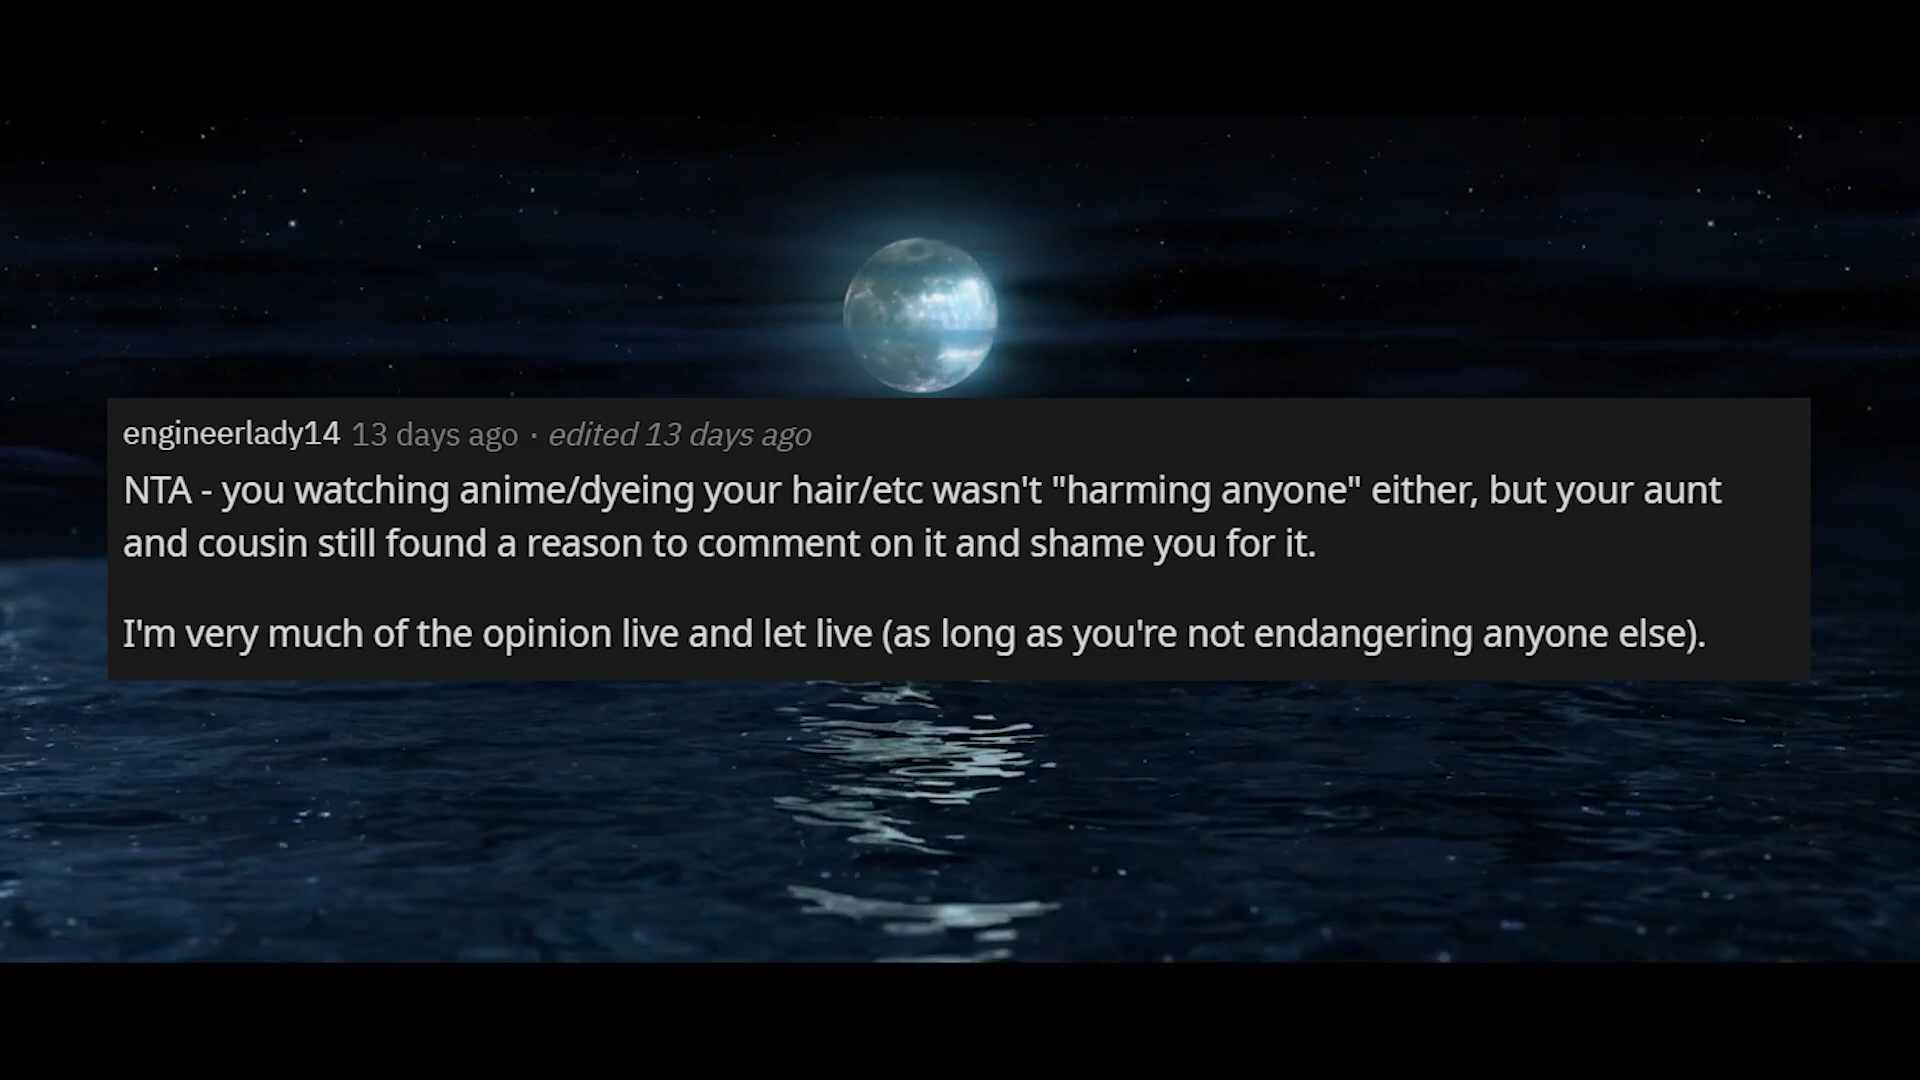 engineerlady14 13 days ago · edited 13 days ago
NTA - you watching anime/dyeing your hair/etc wasn't "harming anyone" either, but your aunt
and cousin still found a reason to comment on it and shame you for it.
I'm very much of the opinion live and let live (as long as you're not endangering anyone else).